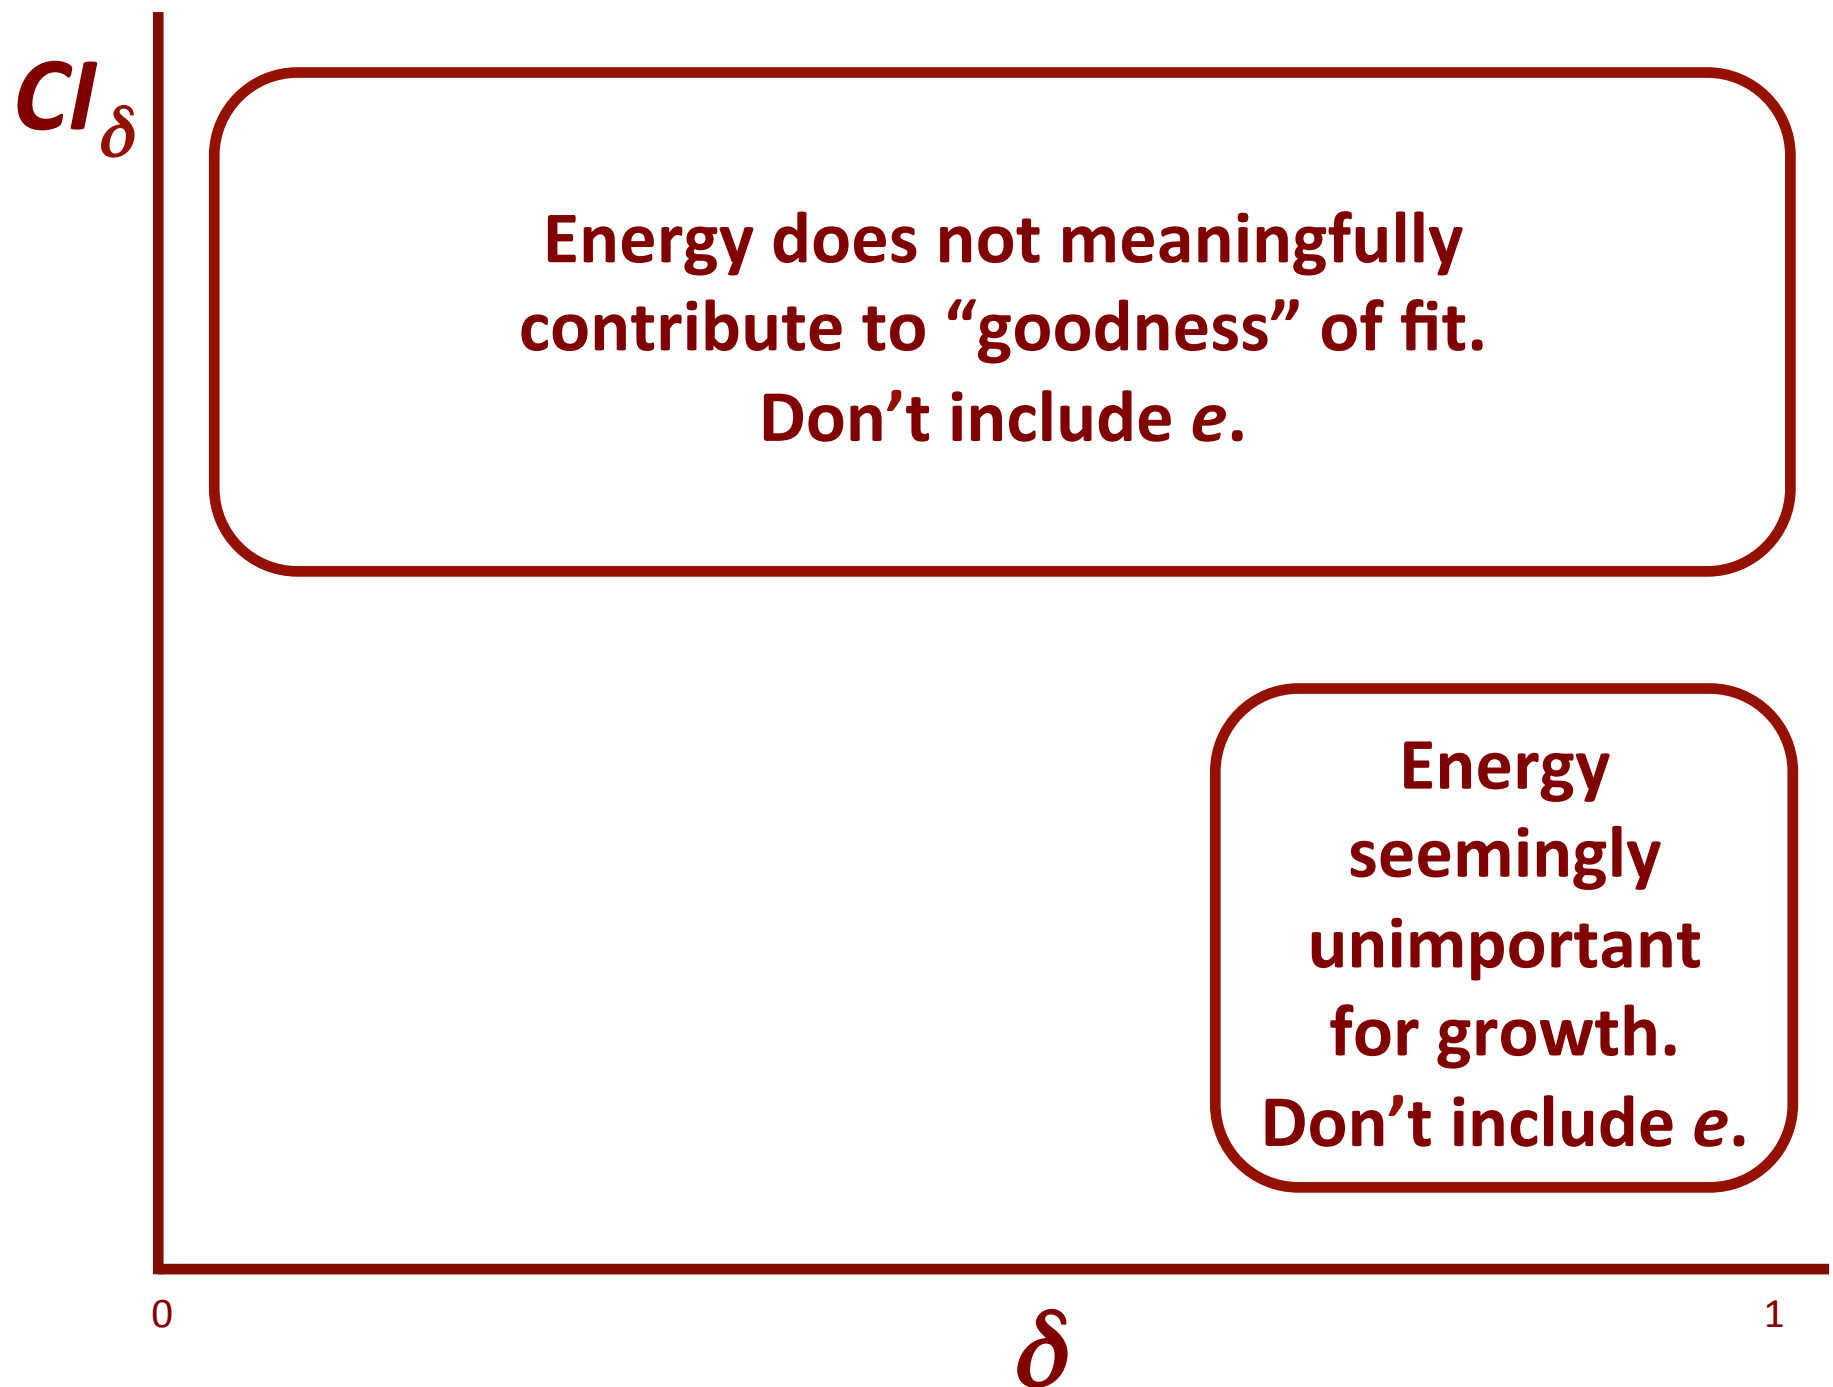 CIδ
Energy does not meaningfully
contribute to “goodness” of fit.
Don’t include e.
Energy
seemingly
unimportant
for growth.
Don’t include e.
0
1
δ